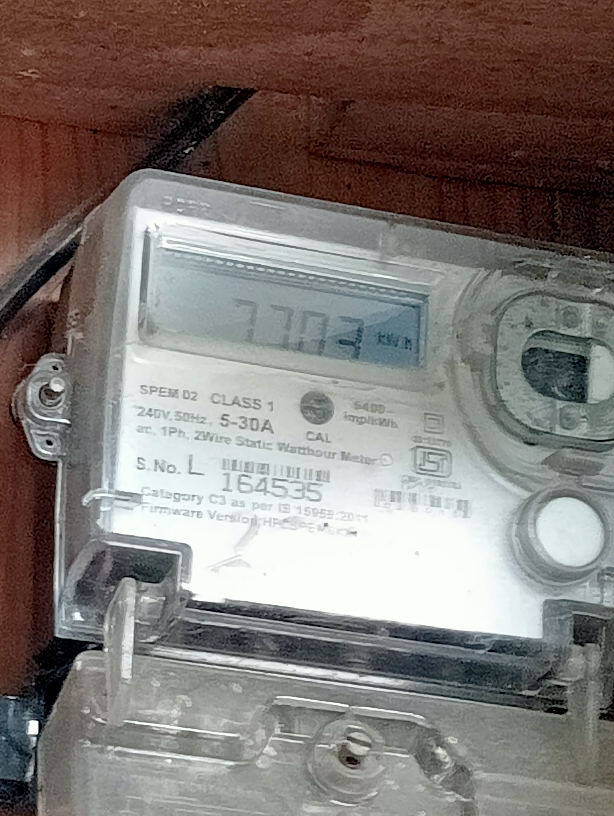 7703 kWh
SPEM 02 CLASS 1
6400 imp/kWh
240V, 50Hz, 5-30A
CAL
ac, 1Ph, 2Wire Static Watthour Meter
S.No. L 164535
Category C3 as per IS 15959:2011
Firmware Version